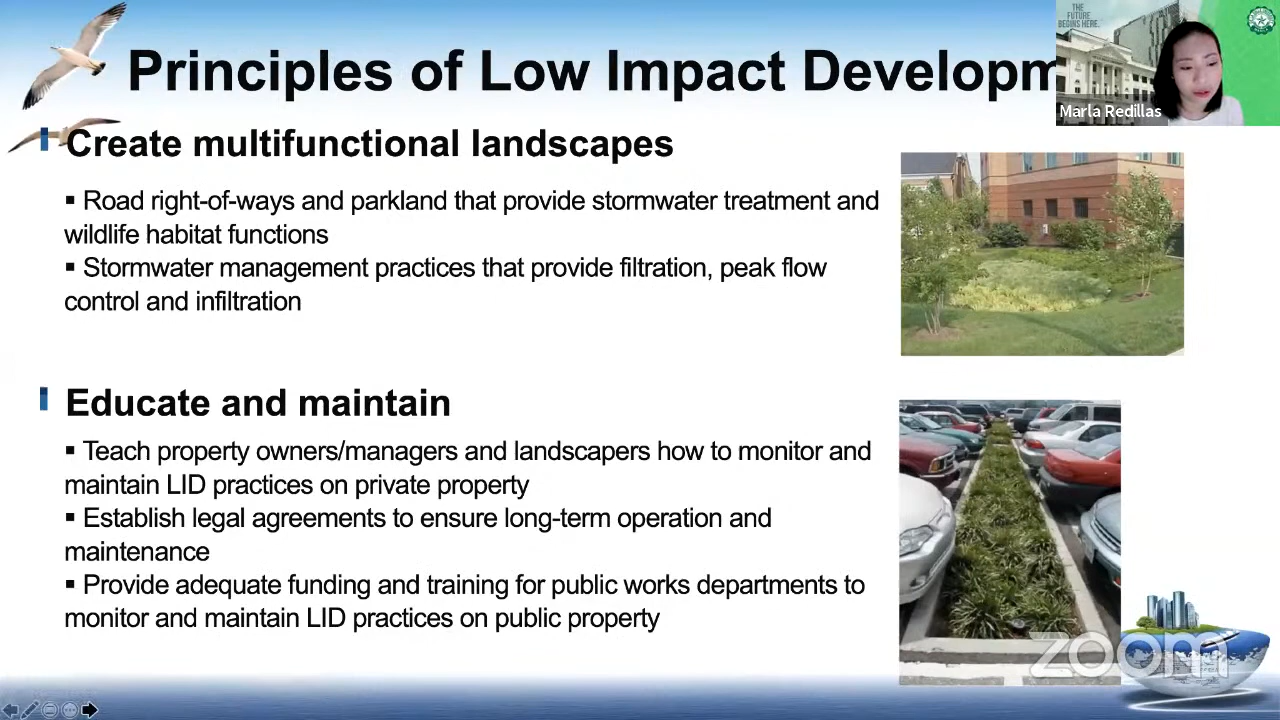 THE
FUTURE
BEGINS HERE.
Principles of Low Impact Developm
Marla Redillas
Create multifunctional landscapes
▪ Road right-of-ways and parkland that provide stormwater treatment and
wildlife habitat functions
▪ Stormwater management practices that provide filtration, peak flow
control and infiltration
Educate and maintain
▪ Teach property owners/managers and landscapers how to monitor and
maintain LID practices on private property
▪ Establish legal agreements to ensure long-term operation and
maintenance
▪ Provide adequate funding and training for public works departments to
monitor and maintain LID practices on public property
zoom